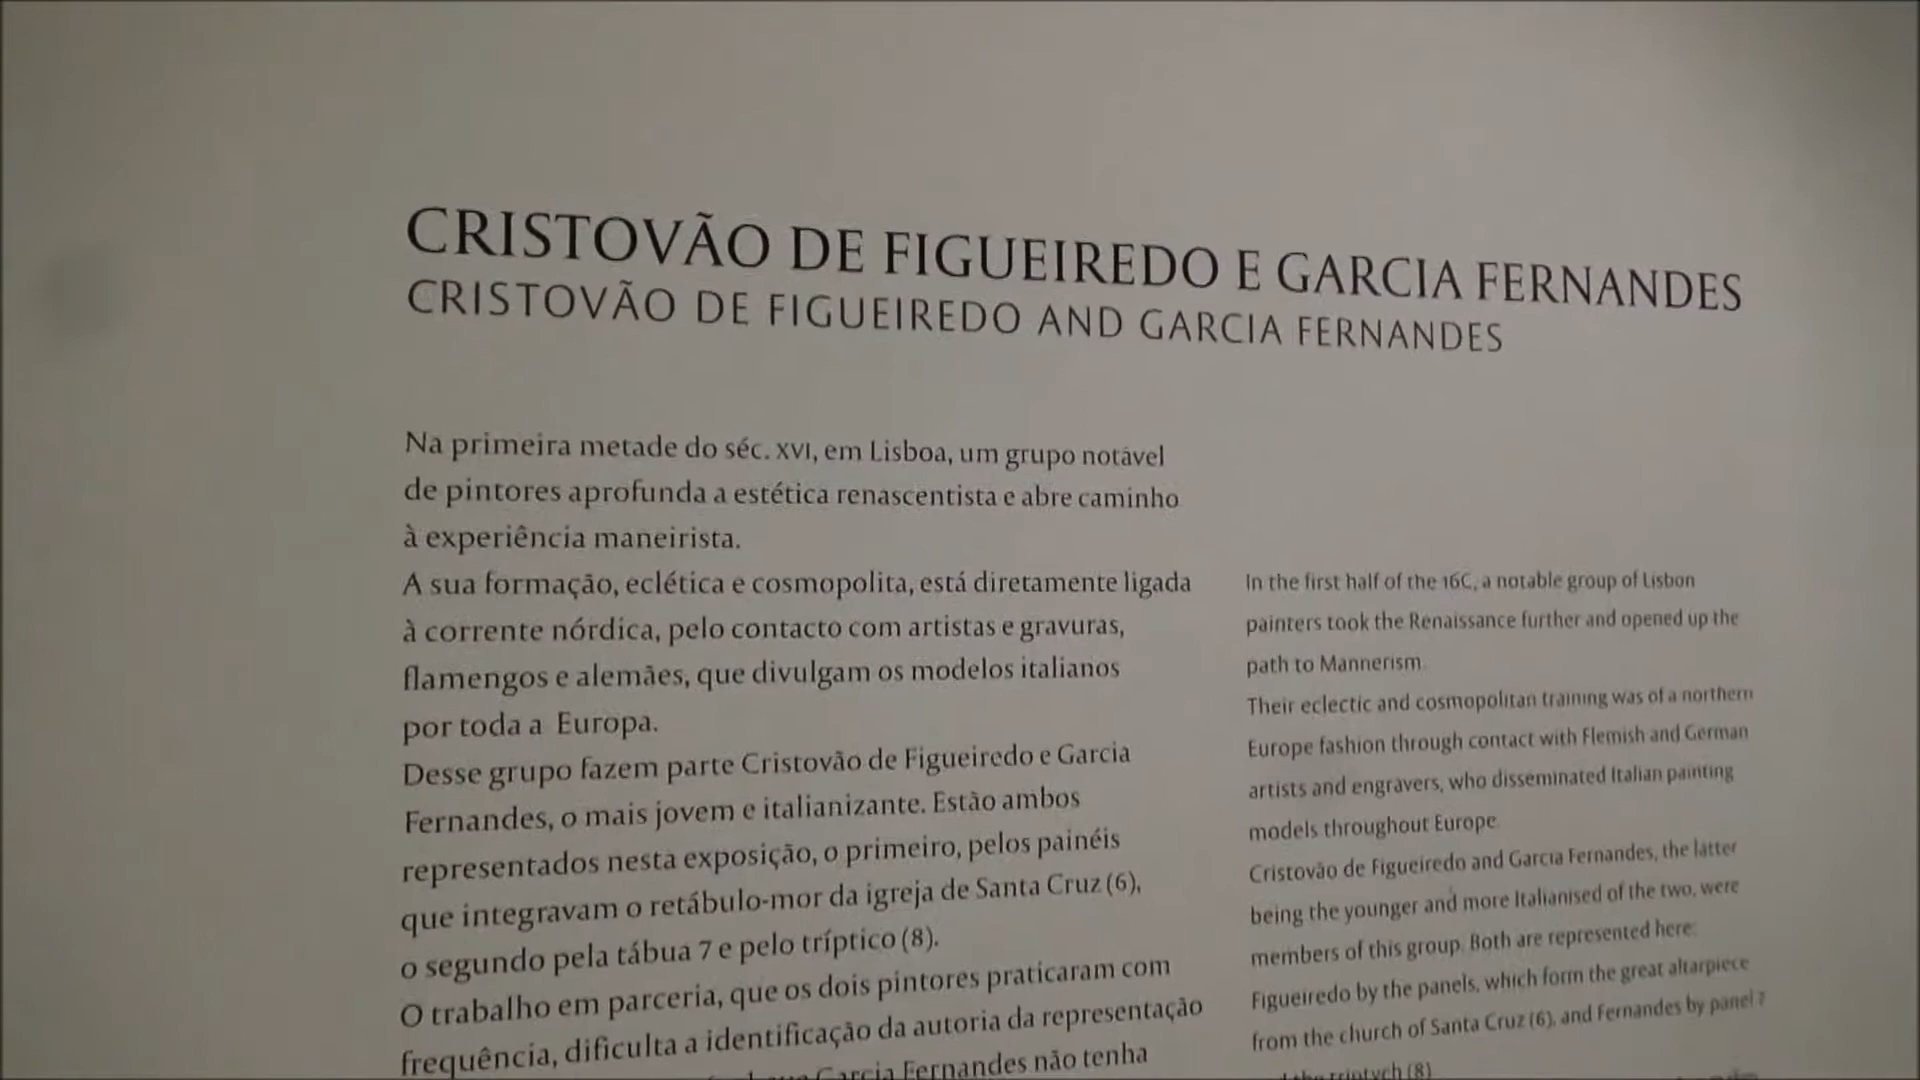 CRISTOVÃO DE FIGUEIREDO E GARCIA FERNANDES
CRISTOVÃO DE FIGUEIREDO AND GARCIA FERNANDES
Na primeira metade do séc. XVI, em Lisboa, um grupo notável
de pintores aprofunda a estética renascentista e abre caminho
à experiência maneirista.
A sua formação, eclética e cosmopolita, está diretamente ligada
à corrente nórdica, pelo contacto com artistas e gravuras,
flamengos e alemães, que divulgam os modelos italianos
por toda a Europa.
Desse grupo fazem parte Cristovão de Figueiredo e Garcia
Fernandes, o mais jovem e italianizante. Estão ambos
representados nesta exposição, o primeiro, pelos painéis
que integravam o retábulo-mor da igreja de Santa Cruz (6),
o segundo pela tábua 7 e pelo tríptico (8).
O trabalho em parceria, que os dois pintores praticaram com
frequência, dificulta a identificação da autoria da representação
Garcia Fernandes não tenha
In the first half of the 16C, a notable group of Lisbon
painters took the Renaissance further and opened up the
path to Mannerism.
Their eclectic and cosmopolitan training was of a northern
Europe fashion through contact with Flemish and German
artists and engravers, who disseminated Italian painting
models throughout Europe.
Cristovão de Figueiredo and Garcia Fernandes, the latter
being the younger and more Italianised of the two, were
members of this group. Both are represented here:
Figueiredo by the panels, which form the great altarpiece
from the church of Santa Cruz (6), and Fernandes by panel 7
the triptych (8)